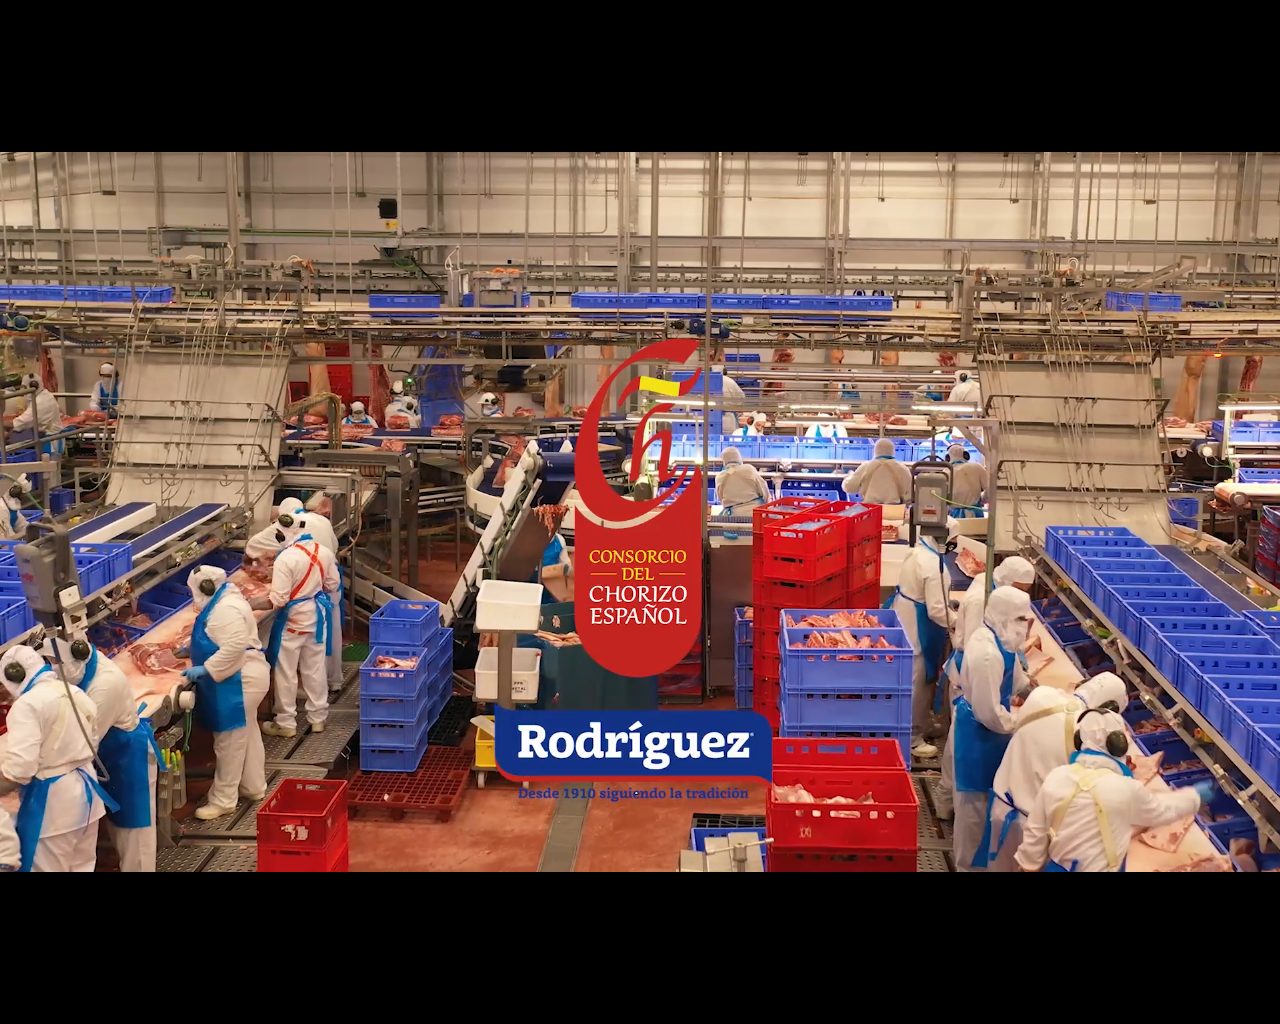 CONSORCIO
DEL
CHORIZO
ESPAÑOL
Rodríguez
Desde 1910 siguiendo la tradición